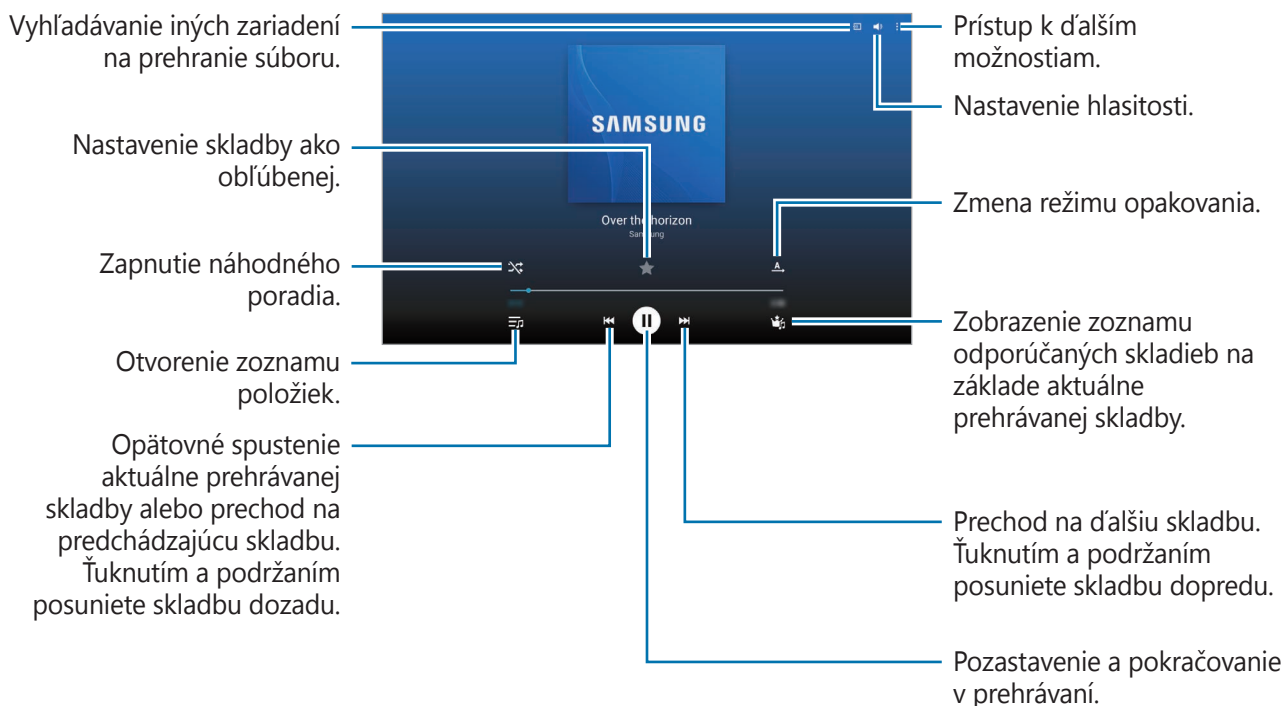 Vyhľadávanie iných zariadení
na prehranie súboru.
Nastavenie skladby ako
obľúbenej.
Zapnutie náhodného
poradia.
Otvorenie zoznamu
položiek.
Opätovné spustenie
aktuálne prehrávanej
skladby alebo prechod na
predchádzajúcu skladbu.
Ťuknutím a podržaním
posuniete skladbu dozadu.
SAMSUNG
Over the horizon
Samsung
Prístup k ďalším
možnostiam.
Nastavenie hlasitosti.
Zmena režimu opakovania.
Zobrazenie zoznamu
odporúčaných skladieb na
základe aktuálne
prehrávanej skladby.
Prechod na ďalšiu skladbu.
Ťuknutím a podržaním
posuniete skladbu dopredu.
Pozastavenie a pokračovanie
v prehrávaní.